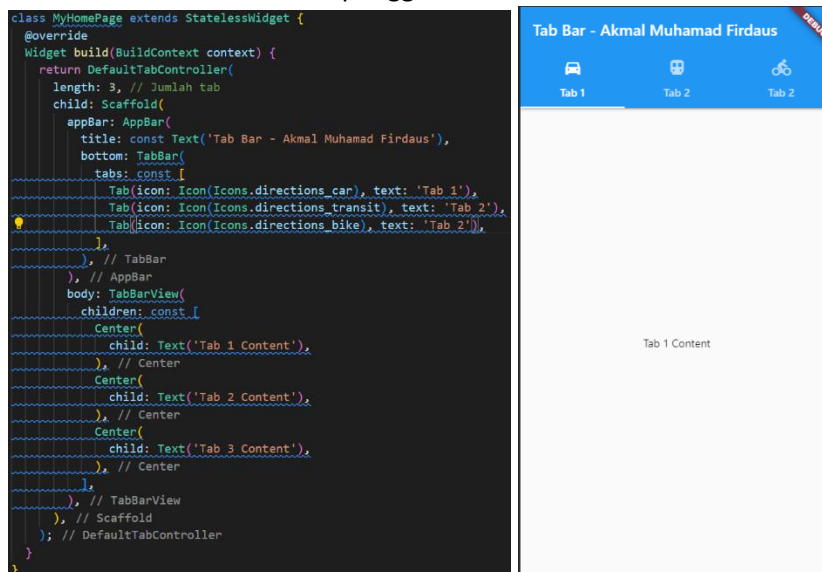 class MyHomePage extends StatelessWidget {
@override
Widget build(BuildContext context) {
return DefaultTabController(
length: 3, // Jumlah tab
child: Scaffold(
appBar: AppBar(
title: const Text('Tab Bar - Akmal Muhamad Firdaus'),
bottom: TabBar(
tabs: const [
Tab(icon: Icon(Icons.directions_car), text: 'Tab 1'),
Tab(icon: Icon(Icons.directions_transit), text: 'Tab 2'),
Tab(icon: Icon(Icons.directions_bike), text: 'Tab 2'),
],
), // TabBar
), // AppBar
body: TabBarView(
children: const [
Center(
child: Text('Tab 1 Content'),
), // Center
Center(
child: Text('Tab 2 Content'),
), // Center
Center(
child: Text('Tab 3 Content'),
), // Center
],
), // TabBarView
), // Scaffold
); // DefaultTabController
}
}
Tab Bar - Akmal Muhamad Firdaus
Tab 1 Tab 2 Tab 2
Tab 1 Content